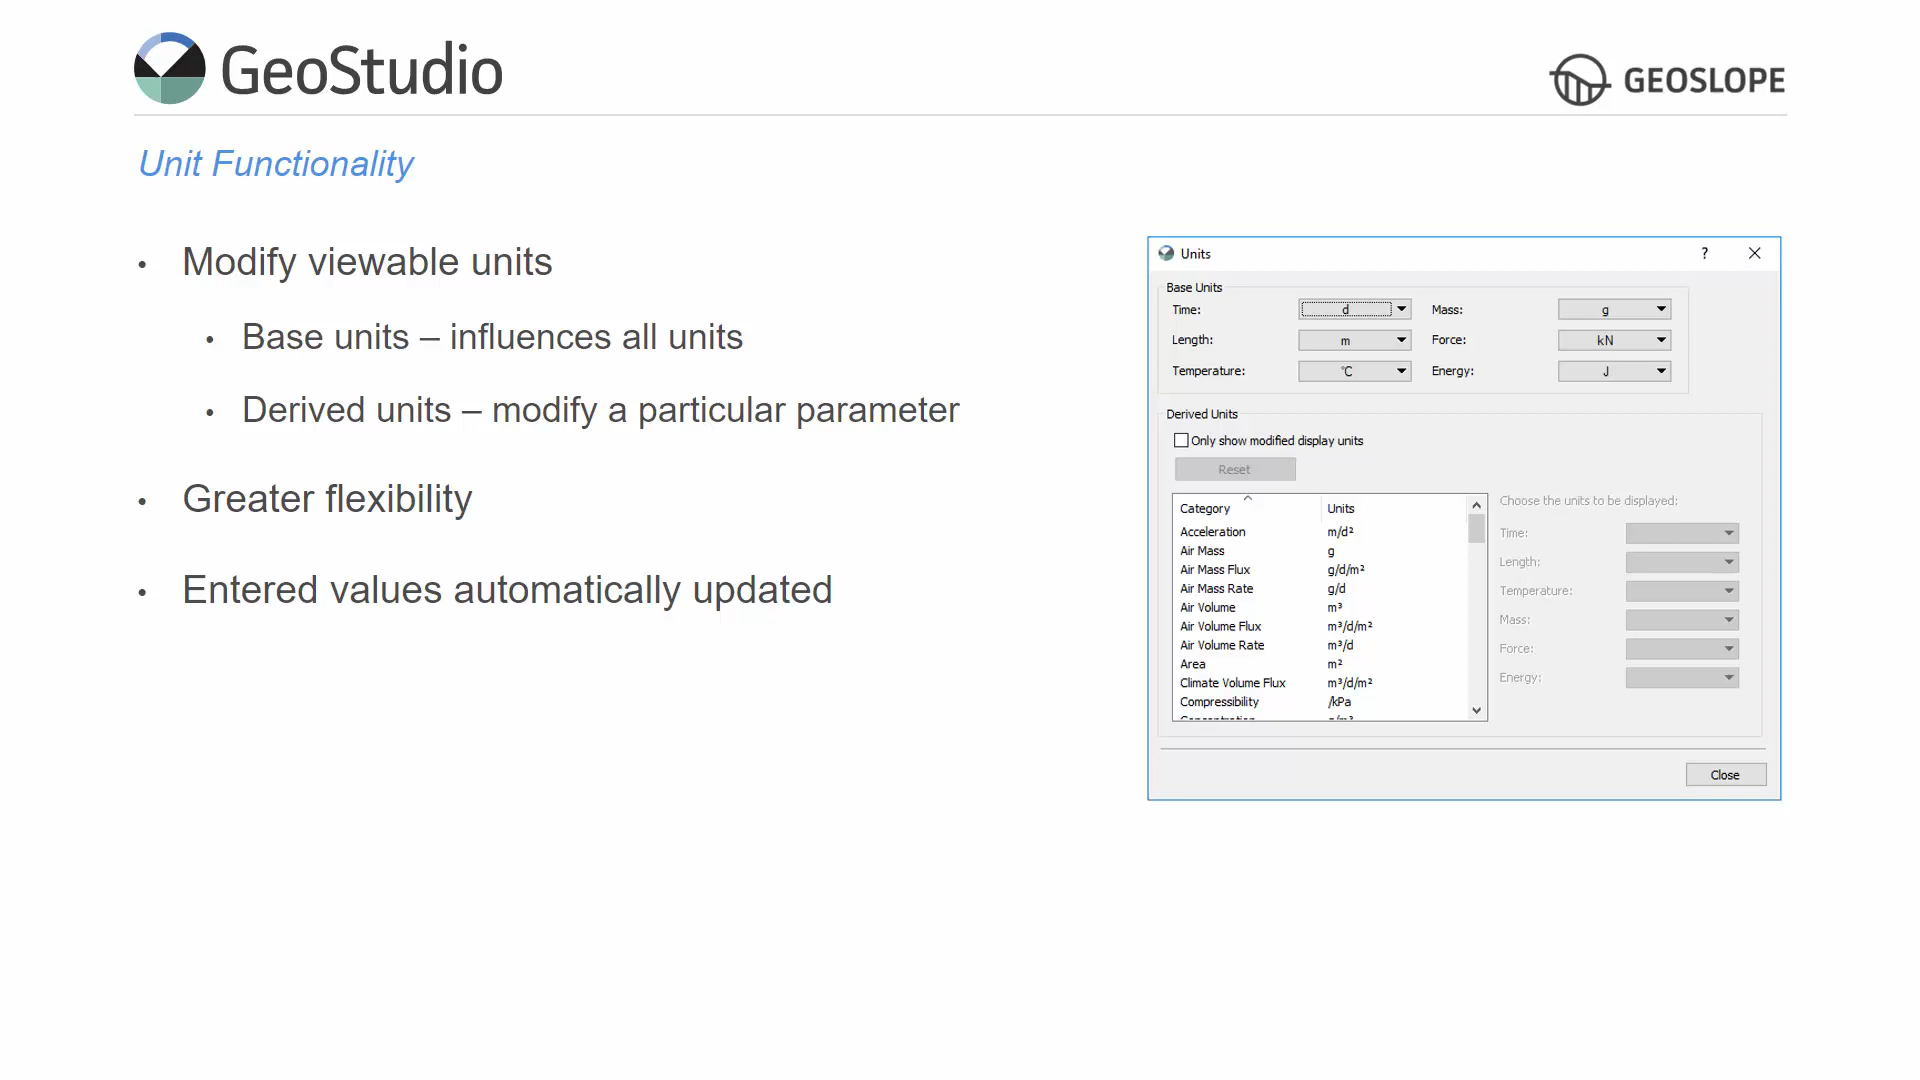 GeoStudio
GEOSLOPE
Unit Functionality
• Modify viewable units
• Base units – influences all units
• Derived units – modify a particular parameter
• Greater flexibility
• Entered values automatically updated
Units ?
Base Units
Time: d Mass: g
Length: m Force: kN
Temperature: °C Energy: J
Derived Units
Only show modified display units
Reset
Category Units
Acceleration m/d²
Air Mass g
Air Mass Flux g/d/m²
Air Mass Rate g/d
Air Volume m³
Air Volume Flux m³/d/m²
Air Volume Rate m³/d
Area m²
Climate Volume Flux m³/d/m²
Compressibility /kPa
Concentration g/m³
Choose the units to be displayed:
Time:
Length:
Temperature:
Mass:
Force:
Energy:
Close